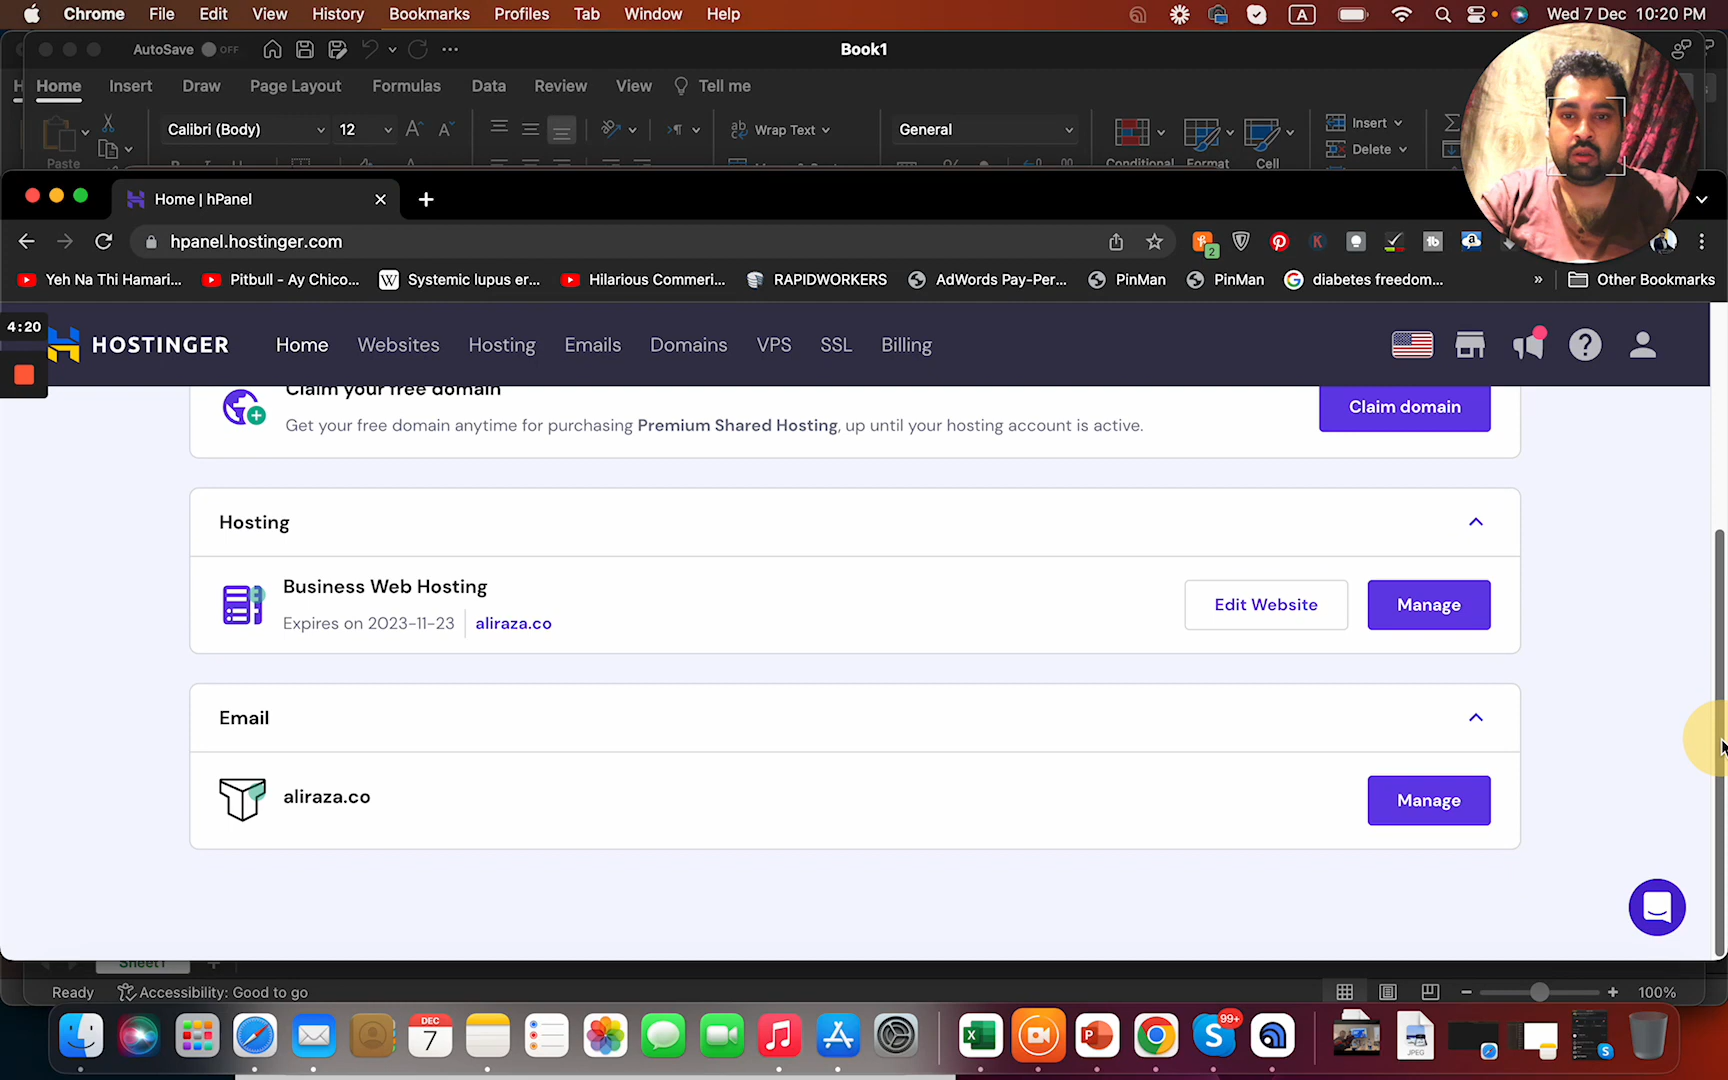 Chrome File Edit View History Bookmarks Profiles Tab Window Help A Wed 7 Dec 10:20 PM
AutoSave OFF Book1
Home Insert Draw Page Layout Formulas Data Review View Tell me
Calibri (Body) 12 Wrap Text General Insert
Paste Conditional Format Cell Delete
Home | hPanel
hpanel.hostinger.com 2
Yeh Na Thi Hamari... Pitbull - Ay Chico... Systemic lupus er... Hilarious Commeri... RAPIDWORKERS AdWords Pay-Per... PinMan PinMan diabetes freedom... » Other Bookmarks
4:20
HOSTINGER Home Websites Hosting Emails Domains VPS SSL Billing
Claim your free domain
Get your free domain anytime for purchasing Premium Shared Hosting, up until your hosting account is active.
Claim domain
Hosting
Business Web Hosting
Expires on 2023-11-23 aliraza.co
Edit Website Manage
Email
aliraza.co
Manage
Sheet1
Ready Accessibility: Good to go 100%
DEC
7
99+
JPEG